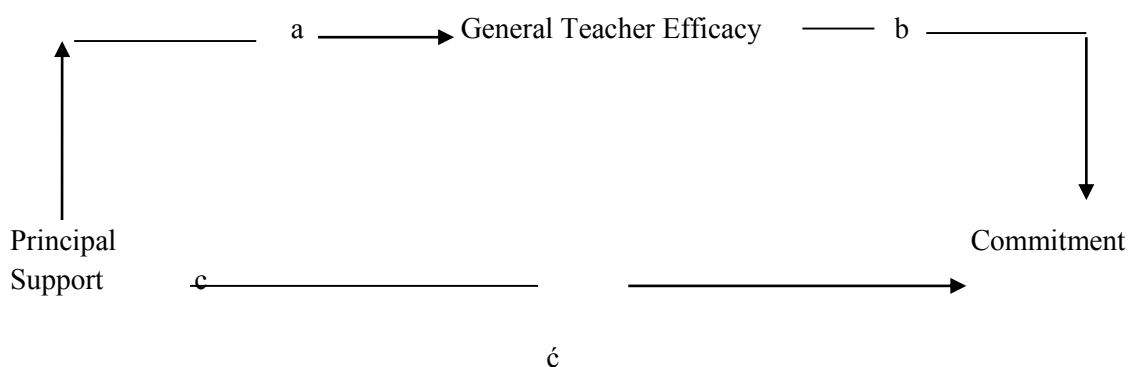 a General Teacher Efficacy b
Principal Commitment
Support c
ć